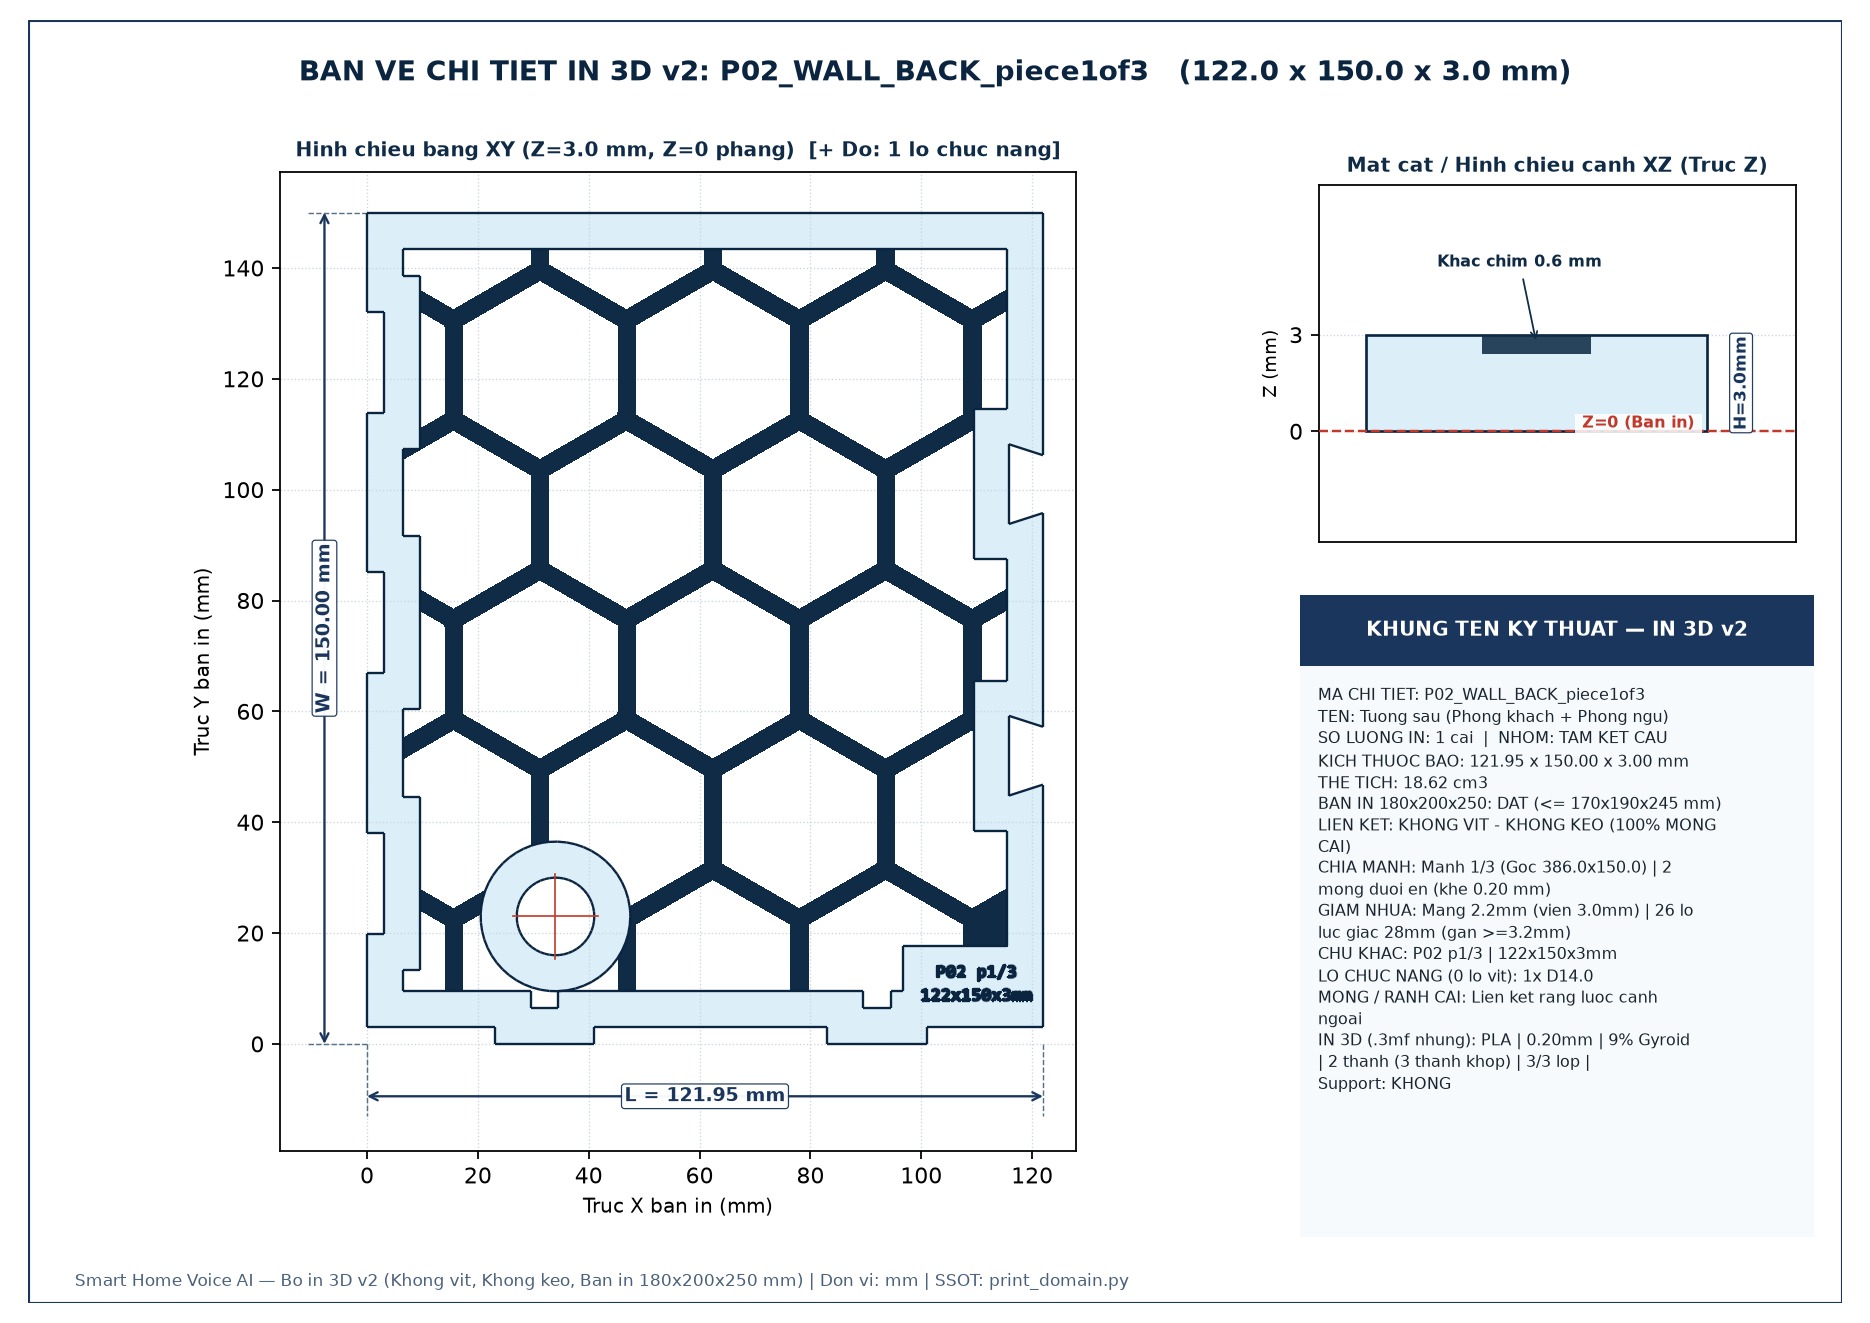 BAN VE CHI TIET IN 3D v2: P02_WALL_BACK_piece1of3 (122.0 x 150.0 x 3.0 mm)
Hinh chieu bang XY (Z=3.0 mm, Z=0 phang) [+ Do: 1 lo chuc nang]
140
120
100
80
60
40
20
0
Truc Y ban in (mm)
W = 150.00 mm
P02 p1/3
122x150x3mm
L = 121.95 mm
0 20 40 60 80 100 120
Truc X ban in (mm)
Mat cat / Hinh chieu canh XZ (Truc Z)
Khac chim 0.6 mm
3
0
Z (mm)
H=3.0mm
Z=0 (Ban in)
KHUNG TEN KY THUAT — IN 3D v2
MA CHI TIET: P02_WALL_BACK_piece1of3
TEN: Tuong sau (Phong khach + Phong ngu)
SO LUONG IN: 1 cai | NHOM: TAM KET CAU
KICH THUOC BAO: 121.95 x 150.00 x 3.00 mm
THE TICH: 18.62 cm3
BAN IN 180x200x250: DAT (<= 170x190x245 mm)
LIEN KET: KHONG VIT - KHONG KEO (100% MONG
CAI)
CHIA MANH: Manh 1/3 (Goc 386.0x150.0) | 2
mong duoi en (khe 0.20 mm)
GIAM NHUA: Mang 2.2mm (vien 3.0mm) | 26 lo
luc giac 28mm (gan >=3.2mm)
CHU KHAC: P02 p1/3 | 122x150x3mm
LO CHUC NANG (0 lo vit): 1x D14.0
MONG / RANH CAI: Lien ket rang luoc canh
ngoai
IN 3D (.3mf nhung): PLA | 0.20mm | 9% Gyroid
| 2 thanh (3 thanh khop) | 3/3 lop |
Support: KHONG
Smart Home Voice AI — Bo in 3D v2 (Khong vit, Khong keo, Ban in 180x200x250 mm) | Don vi: mm | SSOT: print_domain.py